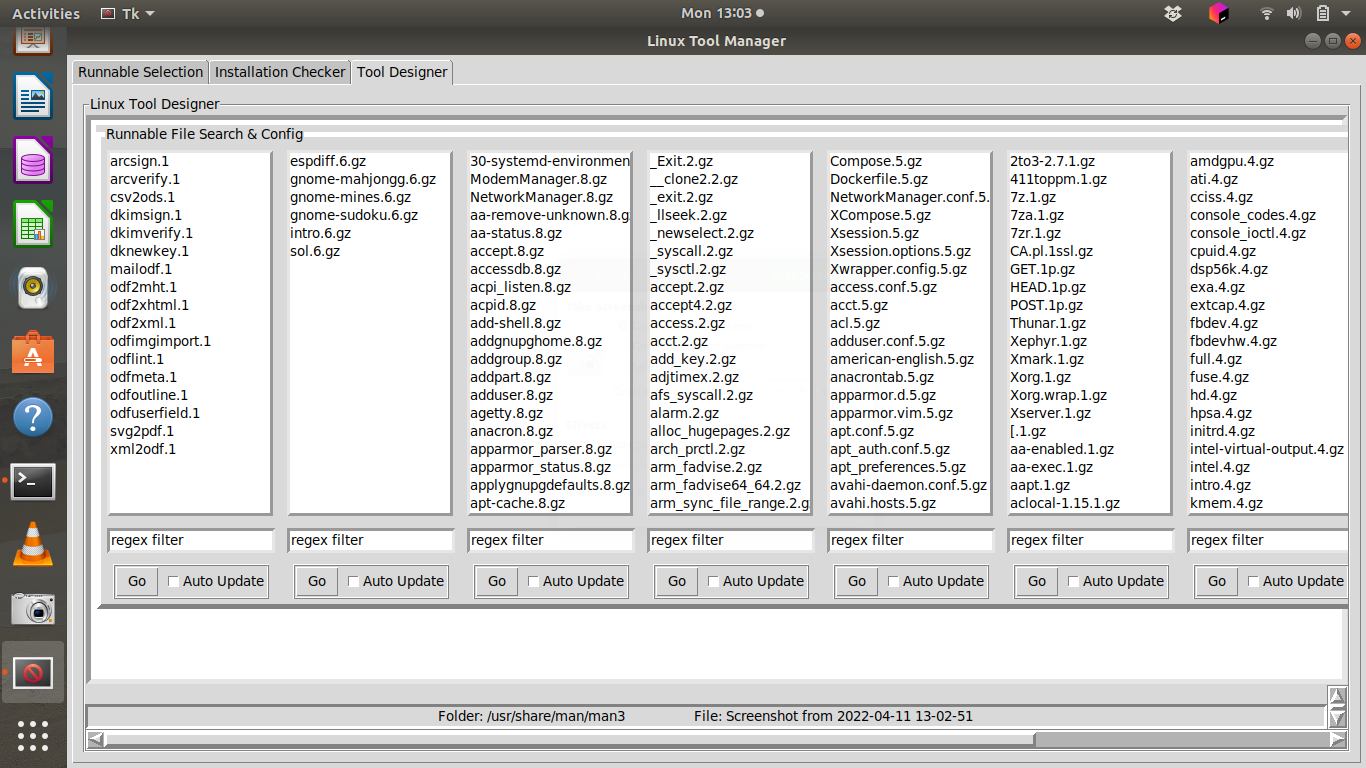 Activities
Tk
Mon 13:03
Linux Tool Manager
Runnable Selection
Installation Checker
Tool Designer
Linux Tool Designer
Runnable File Search & Config
arcsign.1
arcverify.1
csv2ods.1
dkimsign.1
dkimverify.1
dknewkey.1
mailodf.1
odf2mht.1
odf2xhtml.1
odf2xml.1
odfimgimport.1
odflint.1
odfmeta.1
odfoutline.1
odfuserfield.1
svg2pdf.1
xml2odf.1
espdiff.6.gz
gnome-mahjongg.6.gz
gnome-mines.6.gz
gnome-sudoku.6.gz
intro.6.gz
sol.6.gz
30-systemd-environmen
ModemManager.8.gz
NetworkManager.8.gz
aa-remove-unknown.8.g
aa-status.8.gz
accept.8.gz
accessdb.8.gz
acpi_listen.8.gz
acpid.8.gz
add-shell.8.gz
addgnupghome.8.gz
addgroup.8.gz
addpart.8.gz
adduser.8.gz
agetty.8.gz
anacron.8.gz
apparmor_parser.8.gz
apparmor_status.8.gz
applygnupgdefaults.8.gz
apt-cache.8.gz
_Exit.2.gz
__clone2.2.gz
_exit.2.gz
_llseek.2.gz
_newselect.2.gz
_syscall.2.gz
_sysctl.2.gz
accept.2.gz
accept4.2.gz
access.2.gz
acct.2.gz
add_key.2.gz
adjtimex.2.gz
afs_syscall.2.gz
alarm.2.gz
alloc_hugepages.2.gz
arch_prctl.2.gz
arm_fadvise.2.gz
arm_fadvise64_64.2.gz
arm_sync_file_range.2.g
Compose.5.gz
Dockerfile.5.gz
NetworkManager.conf.5.
XCompose.5.gz
Xsession.5.gz
Xsession.options.5.gz
Xwrapper.config.5.gz
access.conf.5.gz
acct.5.gz
acl.5.gz
adduser.conf.5.gz
american-english.5.gz
anacrontab.5.gz
apparmor.d.5.gz
apparmor.vim.5.gz
apt.conf.5.gz
apt_auth.conf.5.gz
apt_preferences.5.gz
avahi-daemon.conf.5.gz
avahi.hosts.5.gz
2to3-2.7.1.gz
411toppm.1.gz
7z.1.gz
7za.1.gz
7zr.1.gz
CA.pl.1ssl.gz
GET.1p.gz
HEAD.1p.gz
POST.1p.gz
Thunar.1.gz
Xephyr.1.gz
Xmark.1.gz
Xorg.1.gz
Xorg.wrap.1.gz
Xserver.1.gz
[.1.gz
aa-enabled.1.gz
aa-exec.1.gz
aapt.1.gz
aclocal-1.15.1.gz
amdgpu.4.gz
ati.4.gz
cciss.4.gz
console_codes.4.gz
console_ioctl.4.gz
cpuid.4.gz
dsp56k.4.gz
exa.4.gz
extcap.4.gz
fbdev.4.gz
fbdevhw.4.gz
full.4.gz
fuse.4.gz
hd.4.gz
hpsa.4.gz
initrd.4.gz
intel-virtual-output.4.gz
intel.4.gz
intro.4.gz
kmem.4.gz
regex filter
regex filter
regex filter
regex filter
regex filter
regex filter
regex filter
Go Auto Update
Go Auto Update
Go Auto Update
Go Auto Update
Go Auto Update
Go Auto Update
Go Auto Update
Folder: /usr/share/man/man3
File: Screenshot from 2022-04-11 13-02-51